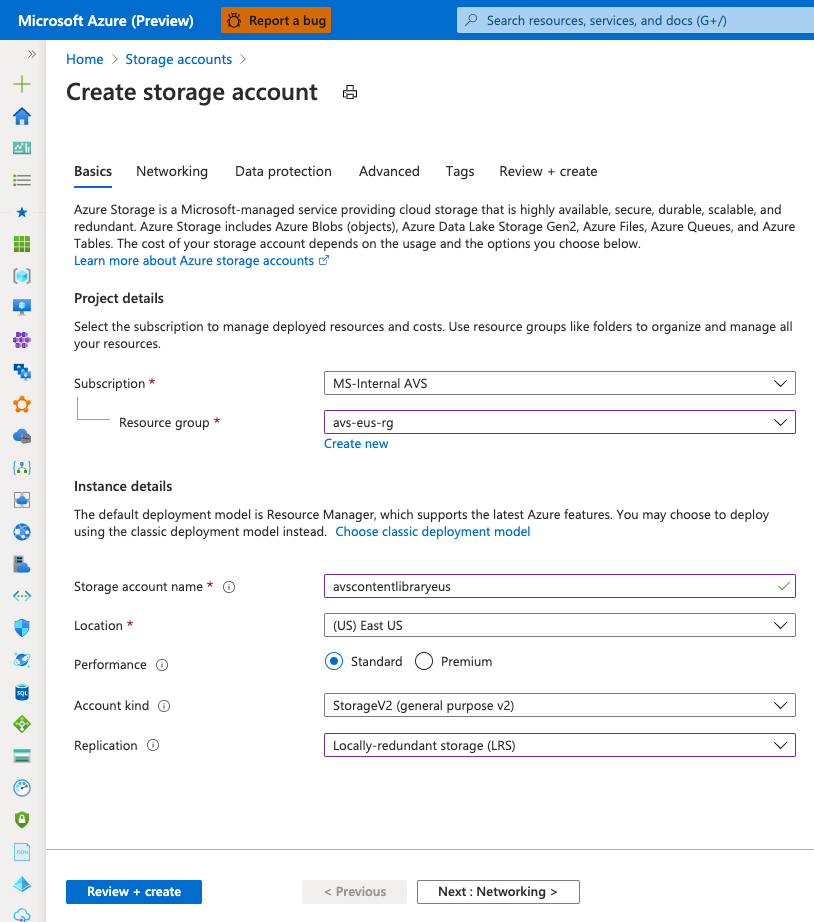 Microsoft Azure (Preview)
Report a bug
Search resources, services, and docs (G+/)
Home > Storage accounts >
Create storage account
Basics Networking Data protection Advanced Tags Review + create
Azure Storage is a Microsoft-managed service providing cloud storage that is highly available, secure, durable, scalable, and
redundant. Azure Storage includes Azure Blobs (objects), Azure Data Lake Storage Gen2, Azure Files, Azure Queues, and Azure
Tables. The cost of your storage account depends on the usage and the options you choose below.
Learn more about Azure storage accounts
Project details
Select the subscription to manage deployed resources and costs. Use resource groups like folders to organize and manage all
your resources.
Subscription *
MS-Internal AVS
Resource group *
avs-eus-rg
Create new
Instance details
The default deployment model is Resource Manager, which supports the latest Azure features. You may choose to deploy
using the classic deployment model instead. Choose classic deployment model
Storage account name *
avscontentlibraryeus
Location *
(US) East US
Performance
Standard Premium
Account kind
StorageV2 (general purpose v2)
Replication
Locally-redundant storage (LRS)
SQL
JSON
Review + create
< Previous
Next : Networking >